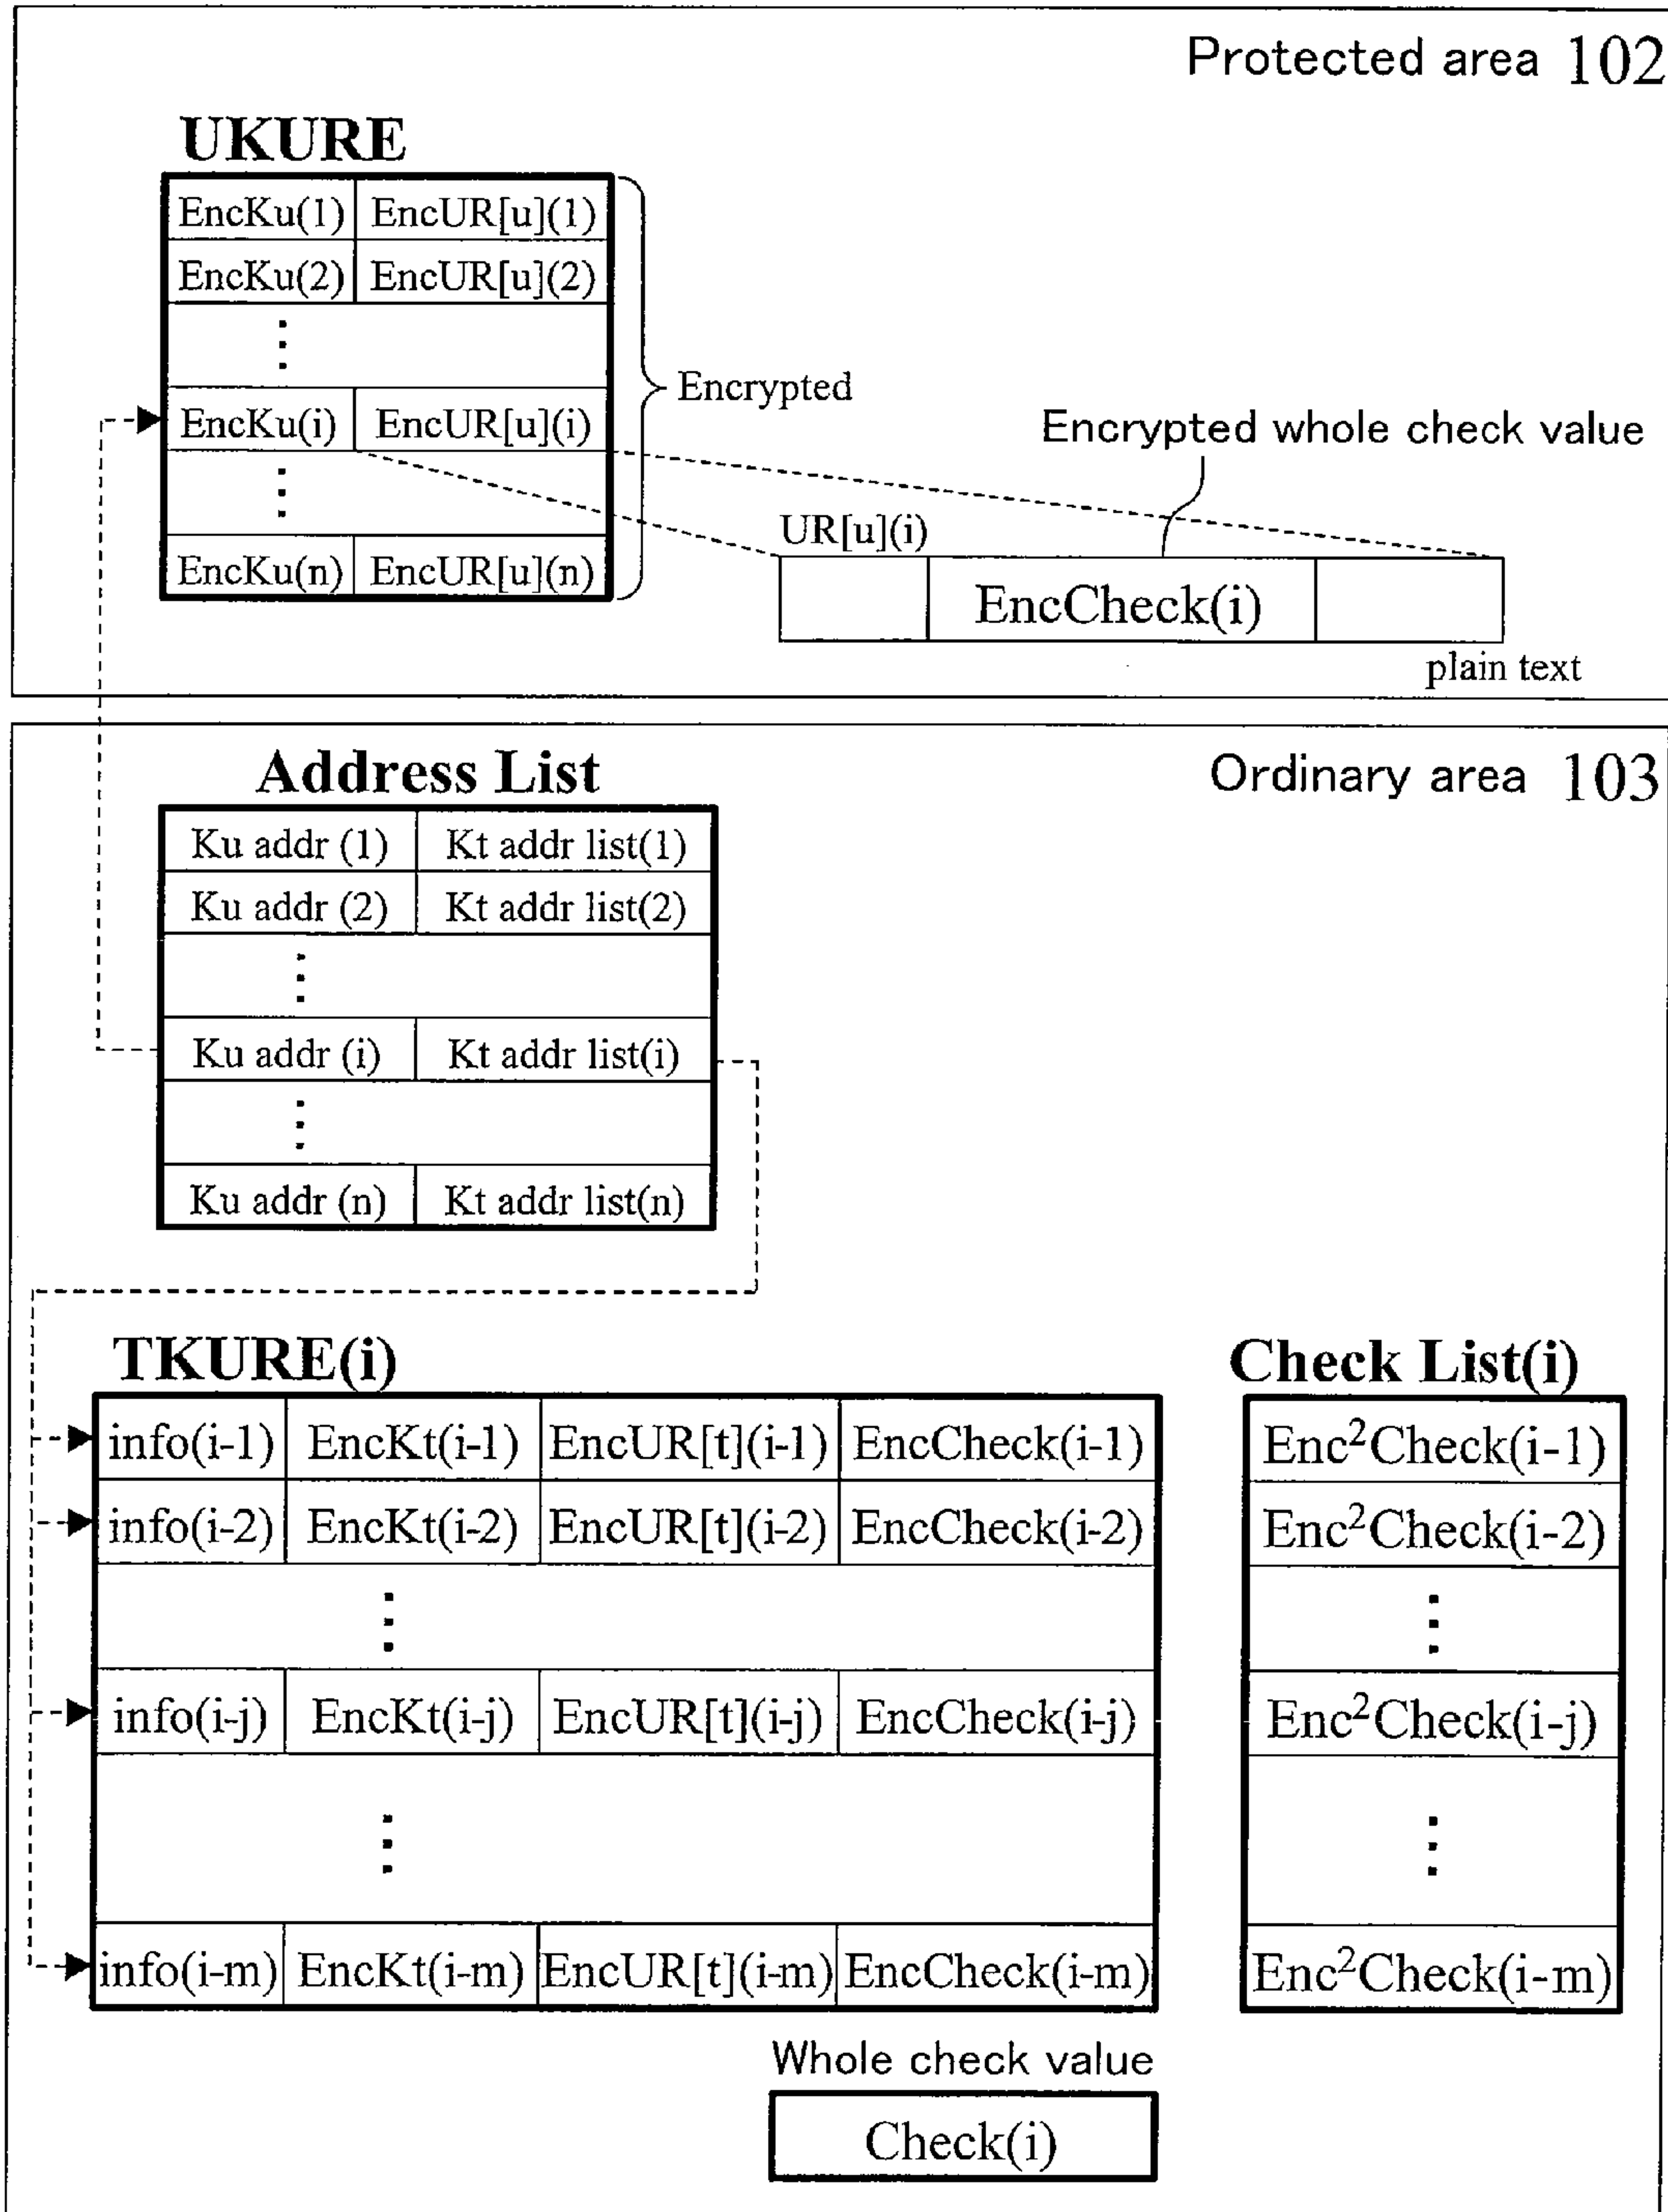 Protected area 102
UKURE
EncKu(1) EncUR[u](1)
EncKu(2) EncUR[u](2)
EncKu(i) EncUR[u](i)
EncKu(n) EncUR[u](n)
Encrypted
Encrypted whole check value
UR[u](i)
EncCheck(i)
plain text
Ordinary area 103
Address List
Ku addr (1) Kt addr list(1)
Ku addr (2) Kt addr list(2)
Ku addr (i) Kt addr list(i)
Ku addr (n) Kt addr list(n)
TKURE(i)
info(i-1) EncKt(i-1) EncUR[t](i-1) EncCheck(i-1)
info(i-2) EncKt(i-2) EncUR[t](i-2) EncCheck(i-2)
info(i-j) EncKt(i-j) EncUR[t](i-j) EncCheck(i-j)
info(i-m) EncKt(i-m) EncUR[t](i-m) EncCheck(i-m)
Check List(i)
Enc²Check(i-1)
Enc²Check(i-2)
Enc²Check(i-j)
Enc²Check(i-m)
Whole check value
Check(i)